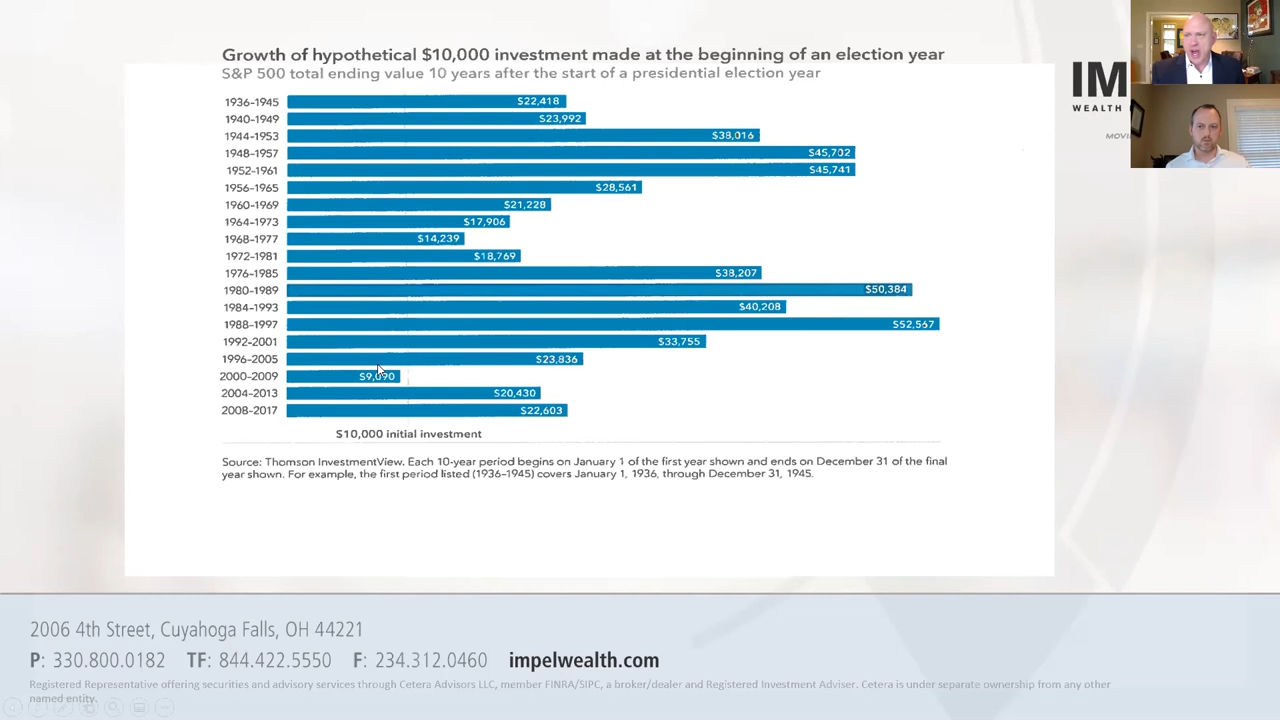 Growth of hypothetical $10,000 investment made at the beginning of an election year
S&P 500 total ending value 10 years after the start of a presidential election year
1936-1945 $22,418
1940-1949 $23,992
1944-1953 $38,016
1948-1957 $45,702
1952-1961 $45,741
1956-1965 $28,561
1960-1969 $21,228
1964-1973 $17,906
1968-1977 $14,239
1972-1981 $18,769
1976-1985 $38,207
1980-1989 $50,384
1984-1993 $40,208
1988-1997 $52,567
1992-2001 $33,755
1996-2005 $23,836
2000-2009 $9,090
2004-2013 $20,430
2008-2017 $22,603
$10,000 initial investment
Source: Thomson InvestmentView. Each 10-year period begins on January 1 of the first year shown and ends on December 31 of the final
year shown. For example, the first period listed (1936-1945) covers January 1, 1936, through December 31, 1945.
IM
WEALTH
MOVI
2006 4th Street, Cuyahoga Falls, OH 44221
P: 330.800.0182 TF: 844.422.5550 F: 234.312.0460 impelwealth.com
Registered Representative offering securities and advisory services through Cetera Advisors LLC, member FINRA/SIPC, a broker/dealer and Registered Investment Adviser. Cetera is under separate ownership from any other
named entity.